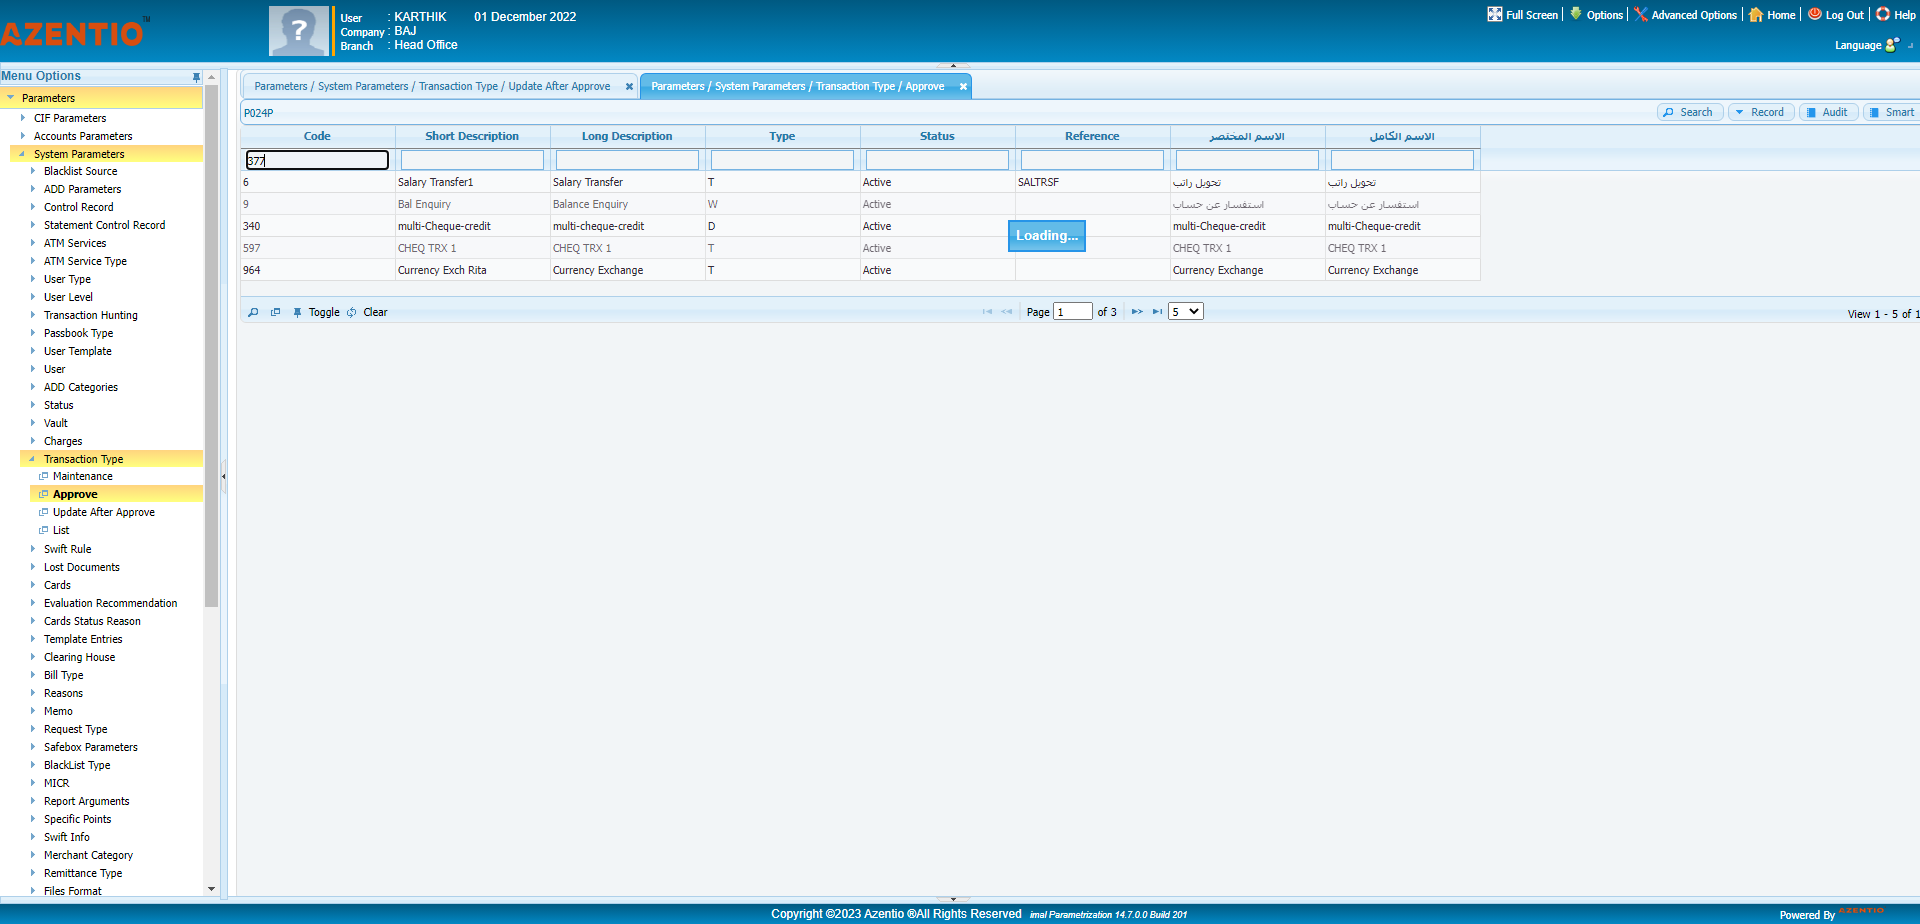 AZENTIO™
User : KARTHIK 01 December 2022
Company : BAJ
Branch : Head Office
Full Screen Options Advanced Options Home Log Out Help
Language
Menu Options
Parameters
CIF Parameters
Accounts Parameters
System Parameters
Blacklist Source
ADD Parameters
Control Record
Statement Control Record
ATM Services
ATM Service Type
User Type
User Level
Transaction Hunting
Passbook Type
User Template
User
ADD Categories
Status
Vault
Charges
Transaction Type
Maintenance
Approve
Update After Approve
List
Swift Rule
Lost Documents
Cards
Evaluation Recommendation
Cards Status Reason
Template Entries
Clearing House
Bill Type
Reasons
Memo
Request Type
Safebox Parameters
BlackList Type
MICR
Report Arguments
Specific Points
Swift Info
Merchant Category
Remittance Type
Files Format
Parameters / System Parameters / Transaction Type / Update After Approve
Parameters / System Parameters / Transaction Type / Approve
P024P
Search Record Audit Smart
Code Short Description Long Description Type Status Reference الاسم المختصر الاسم الكامل
377
6 Salary Transfer1 Salary Transfer T Active SALTRSF تحويل راتب تحويل راتب
9 Bal Enquiry Balance Enquiry W Active استفسار عن حساب استفسار عن حساب
340 multi-Cheque-credit multi-cheque-credit D Active multi-Cheque-credit multi-Cheque-credit
597 CHEQ TRX 1 CHEQ TRX 1 T Active CHEQ TRX 1 CHEQ TRX 1
964 Currency Exch Rita Currency Exchange T Active Currency Exchange Currency Exchange
Loading...
Toggle Clear
Page 1 of 3 5
View 1 - 5 of 1
Copyright ©2023 Azentio ®All Rights Reserved imal Parametrization 14.7.0.0 Build 201
Powered By AZENTIO